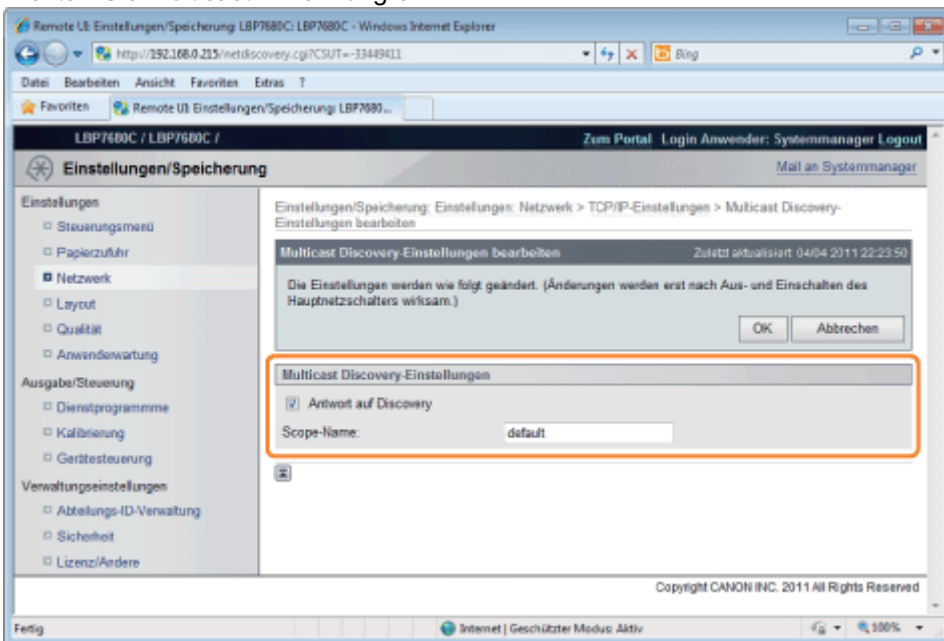 Remote UI: Einstellungen/Speicherung: LBP7680C: LBP7680C - Windows Internet Explorer
http://192.168.0.215/netdiscovery.cgi?CSUT=-33449411
Bing
Datei Bearbeiten Ansicht Favoriten Extras ?
Favoriten Remote UI: Einstellungen/Speicherung: LBP7680...
LBP7680C / LBP7680C /
Zum Portal Login Anwender: Systemmanager Logout
Einstellungen/Speicherung
Mail an Systemmanager
Einstellungen
Steuerungsmenü
Papierzufuhr
Netzwerk
Layout
Qualität
Anwenderwartung
Ausgabe/Steuerung
Dienstprogrammme
Kalibrierung
Gerätesteuerung
Verwaltungseinstellungen
Abteilungs-ID-Verwaltung
Sicherheit
Lizenz/Andere
Einstellungen/Speicherung: Einstellungen: Netzwerk > TCP/IP-Einstellungen > Multicast Discovery-
Einstellungen bearbeiten
Multicast Discovery-Einstellungen bearbeiten
Zuletzt aktualisiert 04/04 2011 22:23:50
Die Einstellungen werden wie folgt geändert. (Änderungen werden erst nach Aus- und Einschalten des
Hauptnetzschalters wirksam.)
OK Abbrechen
Multicast Discovery-Einstellungen
Antwort auf Discovery
Scope-Name: default
Copyright CANON INC. 2011 All Rights Reserved
Fertig
Internet | Geschützter Modus: Aktiv
100%